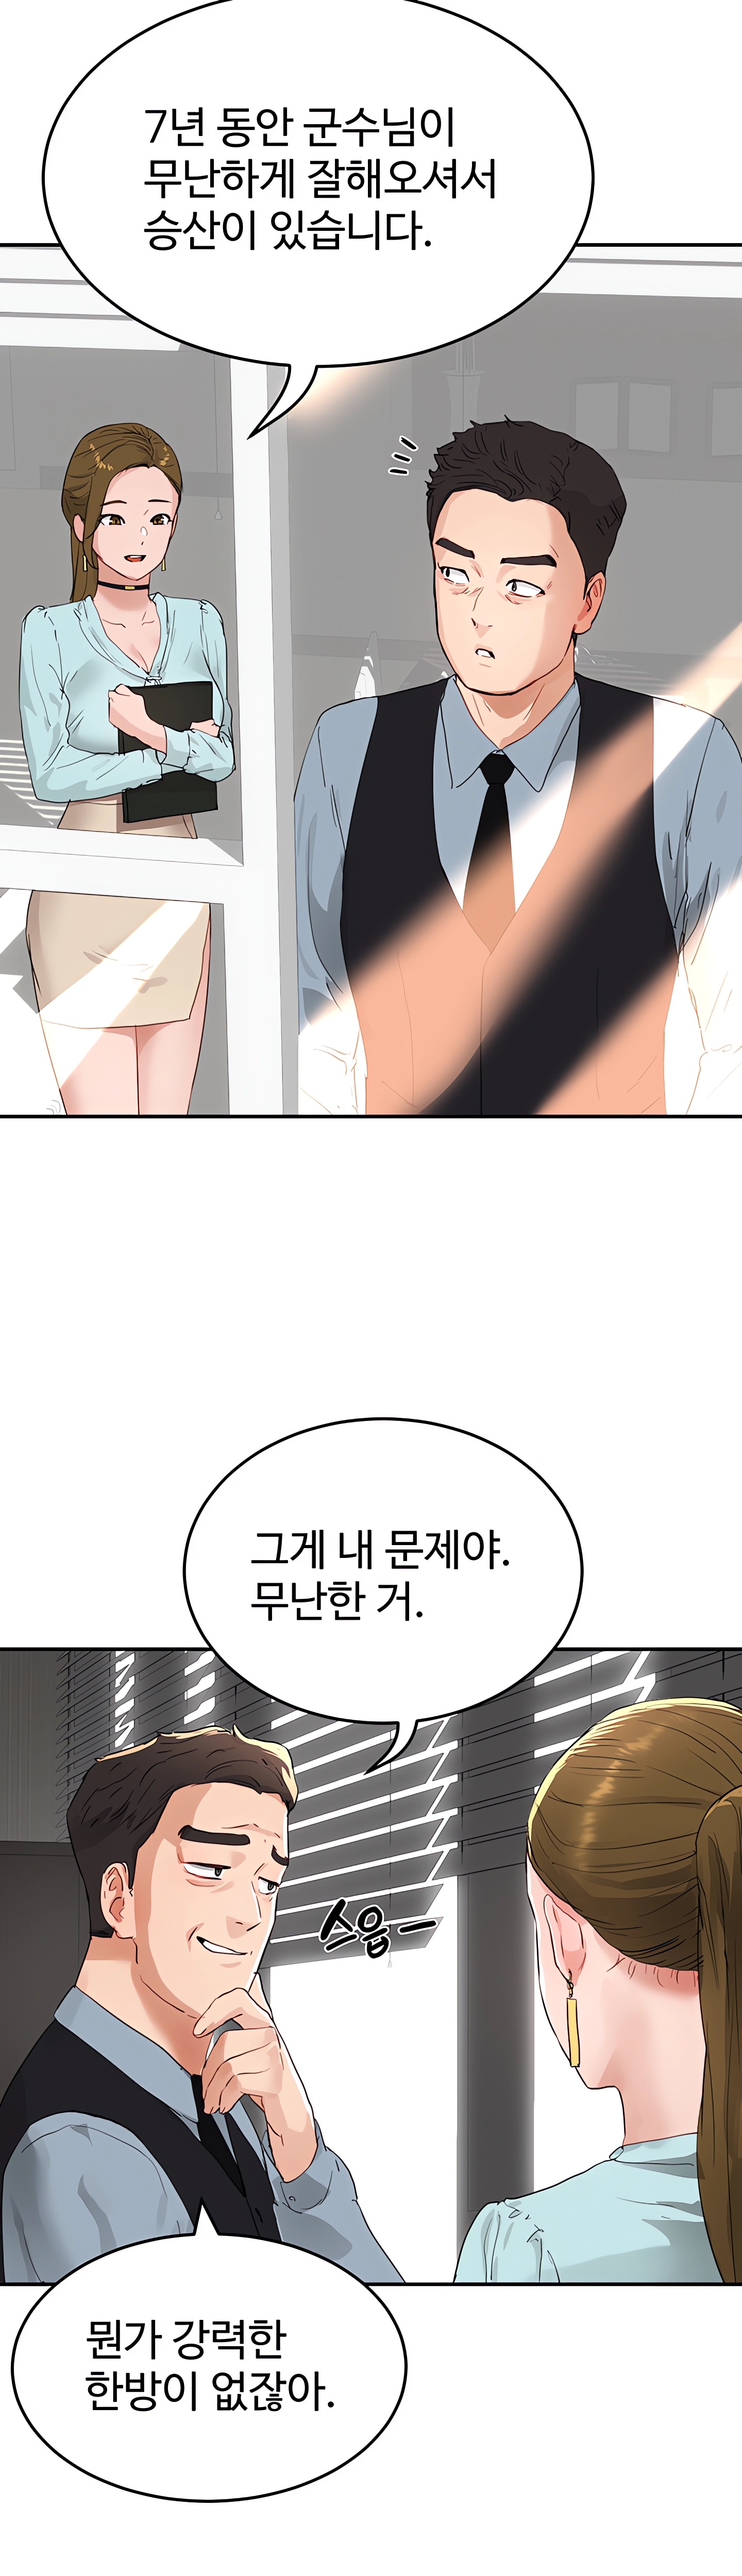 7년 동안 군수님이
무난하게 잘해오셔서
승산이 있습니다.
그게 내 문제야.
무난한 거.
스읍-
뭔가 강력한
한방이 없잖아.